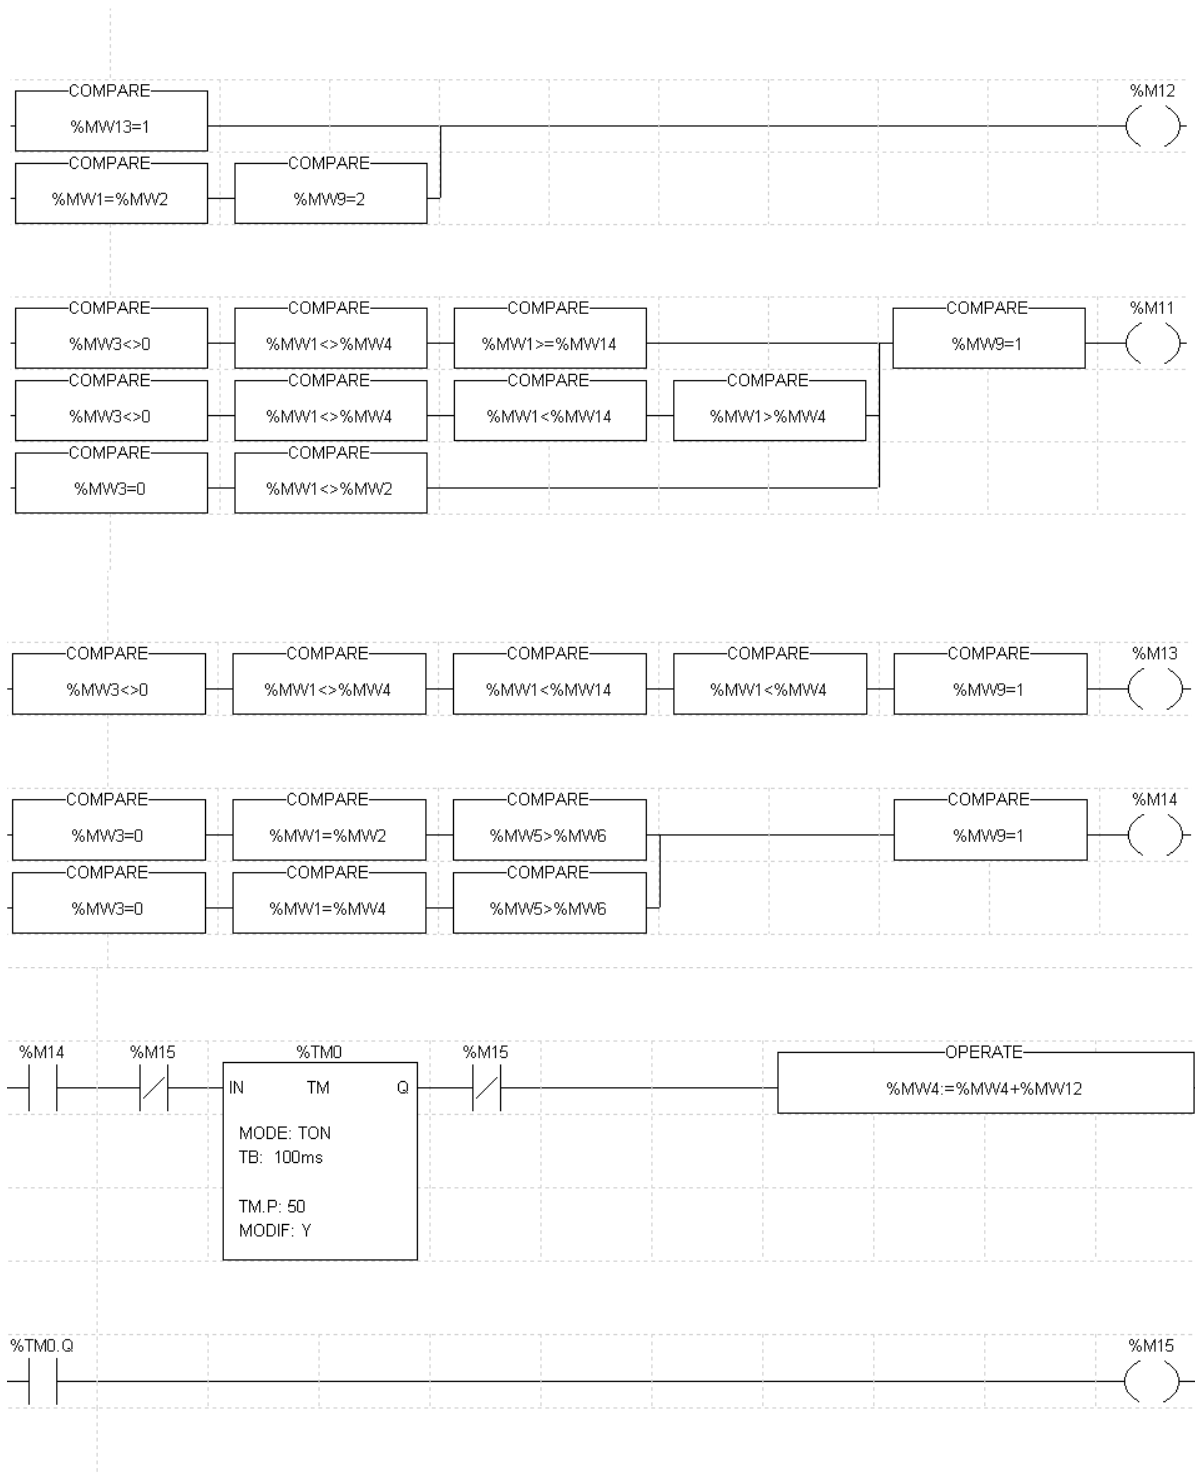 COMPARE %M12
%MW13=1
COMPARE COMPARE
%MW1=%MW2 %MW9=2
COMPARE COMPARE COMPARE COMPARE %M11
%MW3<>0 %MW1<>%MW4 %MW1>=%MW14 %MW9=1
COMPARE COMPARE COMPARE COMPARE
%MW3<>0 %MW1<>%MW4 %MW1<%MW14 %MW1>%MW4
COMPARE COMPARE
%MW3=0 %MW1<>%MW2
COMPARE COMPARE COMPARE COMPARE COMPARE %M13
%MW3<>0 %MW1<>%MW4 %MW1<%MW14 %MW1<%MW4 %MW9=1
COMPARE COMPARE COMPARE COMPARE %M14
%MW3=0 %MW1=%MW2 %MW5>%MW6 %MW9=1
COMPARE COMPARE COMPARE
%MW3=0 %MW1=%MW4 %MW5>%MW6
%M14 %M15 %TM0 %M15 OPERATE
IN TM Q %MW4:=%MW4+%MW12
MODE: TON
TB: 100ms
TM.P: 50
MODIF: Y
%TM0.Q %M15